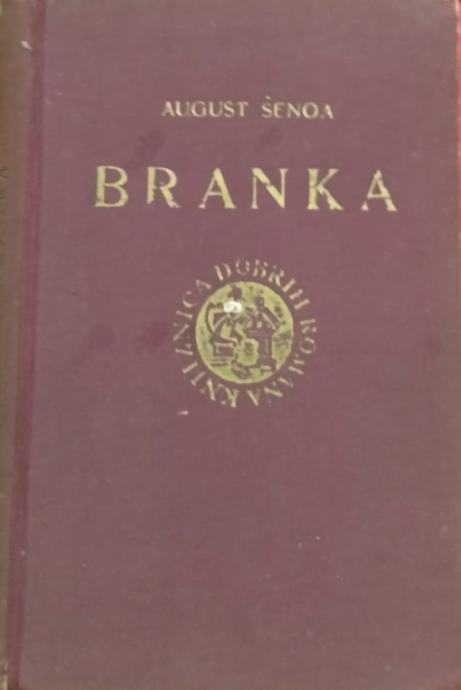 AUGUST ŠENOA
BRANKA
KNJIŽNICA DOBRIH ROMANA